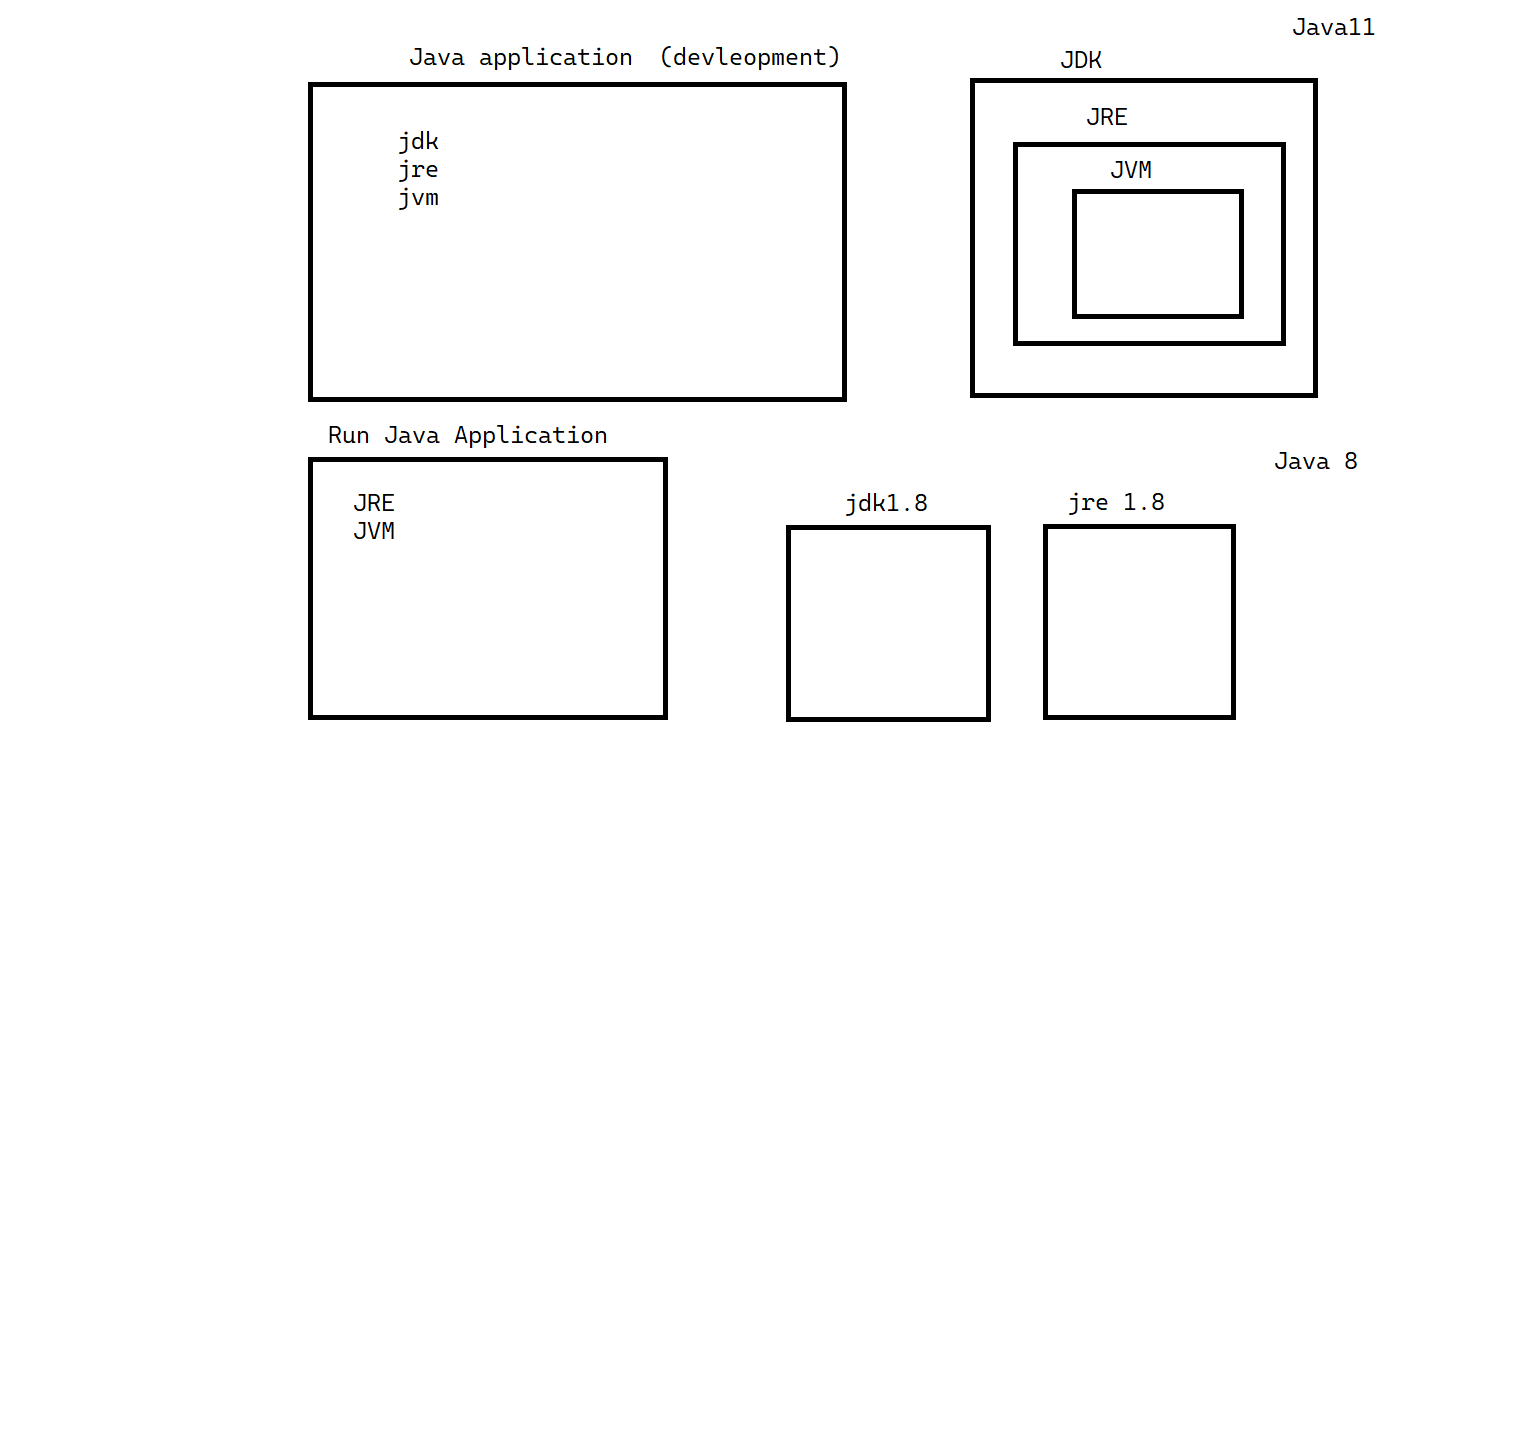 Java11
Java application  (devleopment)
JDK
JRE
jdk
jre
JVM
jvm
Run Java Application
Java 8
JRE
JVM
jdk1.8
jre 1.8